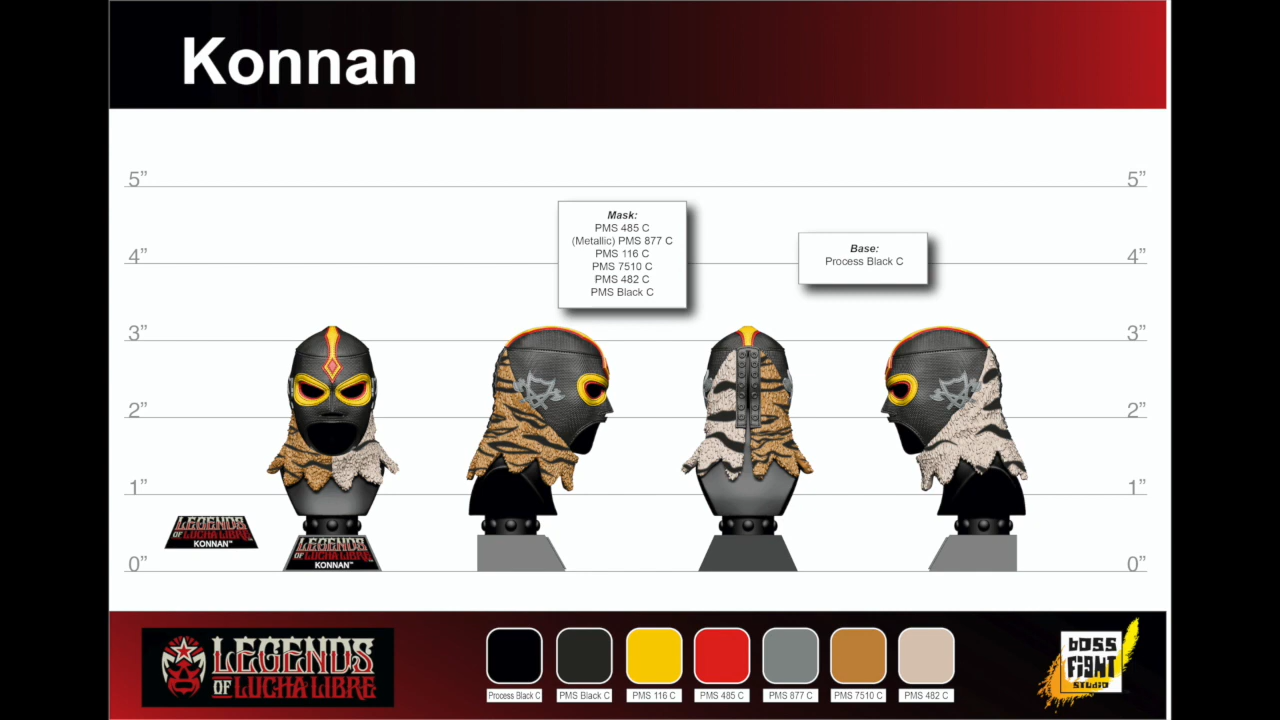 Konnan
5”
5”
Mask:
PMS 485 C
(Metallic) PMS 877 C
PMS 116 C
PMS 7510 C
PMS 482 C
PMS Black C
Base:
Process Black C
4”
4”
3”
3”
2”
2”
1”
1”
LEGENDS
OF LUCHA LIBRE
KONNAN™
LEGENDS
OF LUCHA LIBRE
KONNAN™
0”
0”
LEGENDS
OF LUCHA LIBRE
Process Black C
PMS Black C
PMS 116 C
PMS 485 C
PMS 877 C
PMS 7510 C
PMS 482 C
bOSS
FiGHT
STUDiO